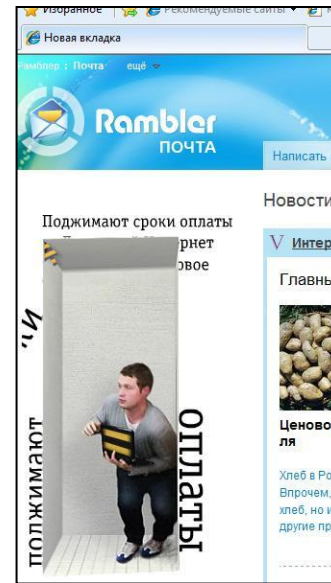 Избранное
Рекомендуемые сайты
Новая вкладка
Рамблер : Почта ещё
Rambler
ПОЧТА
Написать
Новости
Поджимают сроки оплаты
V Интер
Главны
поджимают
оплаты
Ценово
ля
Хлеб в Ро
Впрочем,
хлеб, но и
другие пр